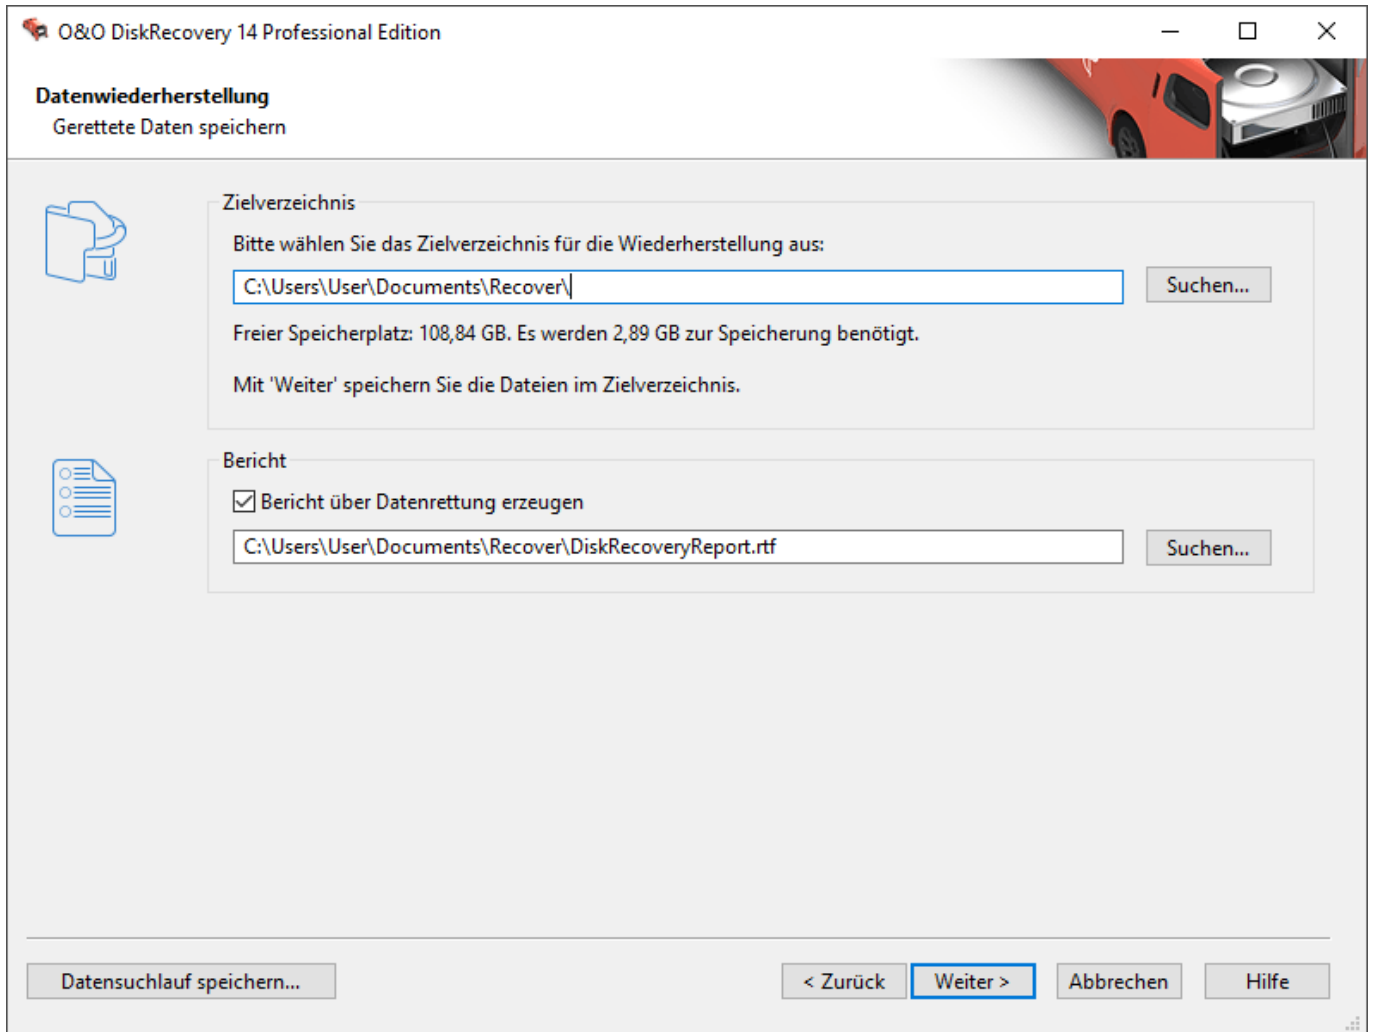 O&O DiskRecovery 14 Professional Edition
Datenwiederherstellung
Gerettete Daten speichern
Zielverzeichnis
Bitte wählen Sie das Zielverzeichnis für die Wiederherstellung aus:
C:\Users\User\Documents\Recover\
Suchen...
Freier Speicherplatz: 108,84 GB. Es werden 2,89 GB zur Speicherung benötigt.
Mit 'Weiter' speichern Sie die Dateien im Zielverzeichnis.
Bericht
Bericht über Datenrettung erzeugen
C:\Users\User\Documents\Recover\DiskRecoveryReport.rtf
Suchen...
Datensuchlauf speichern...
< Zurück
Weiter >
Abbrechen
Hilfe